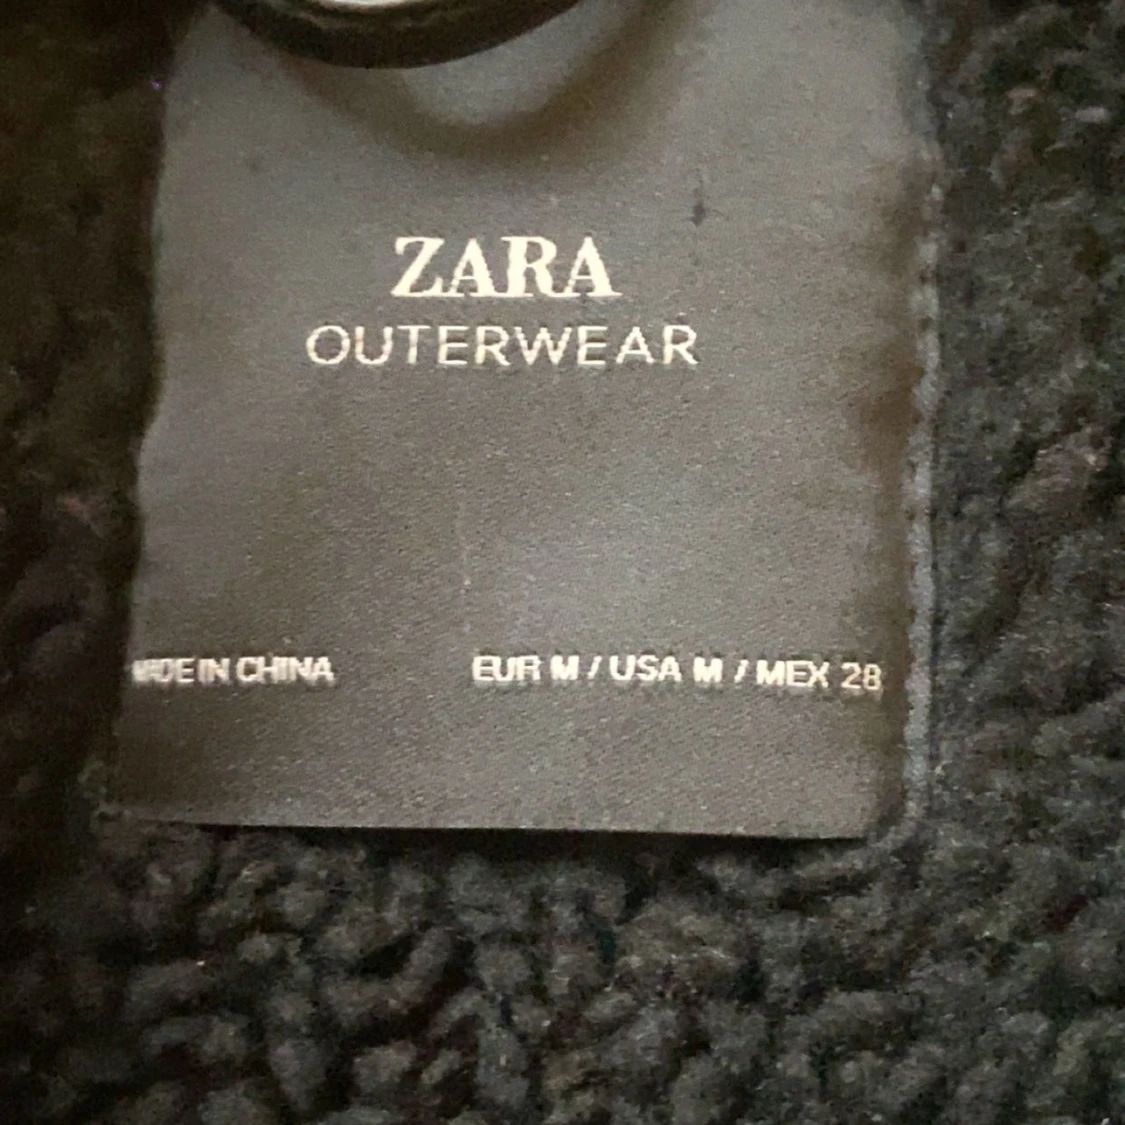 ZARA
OUTERWEAR
MADE IN CHINA EUR M / USA M / MEX 28